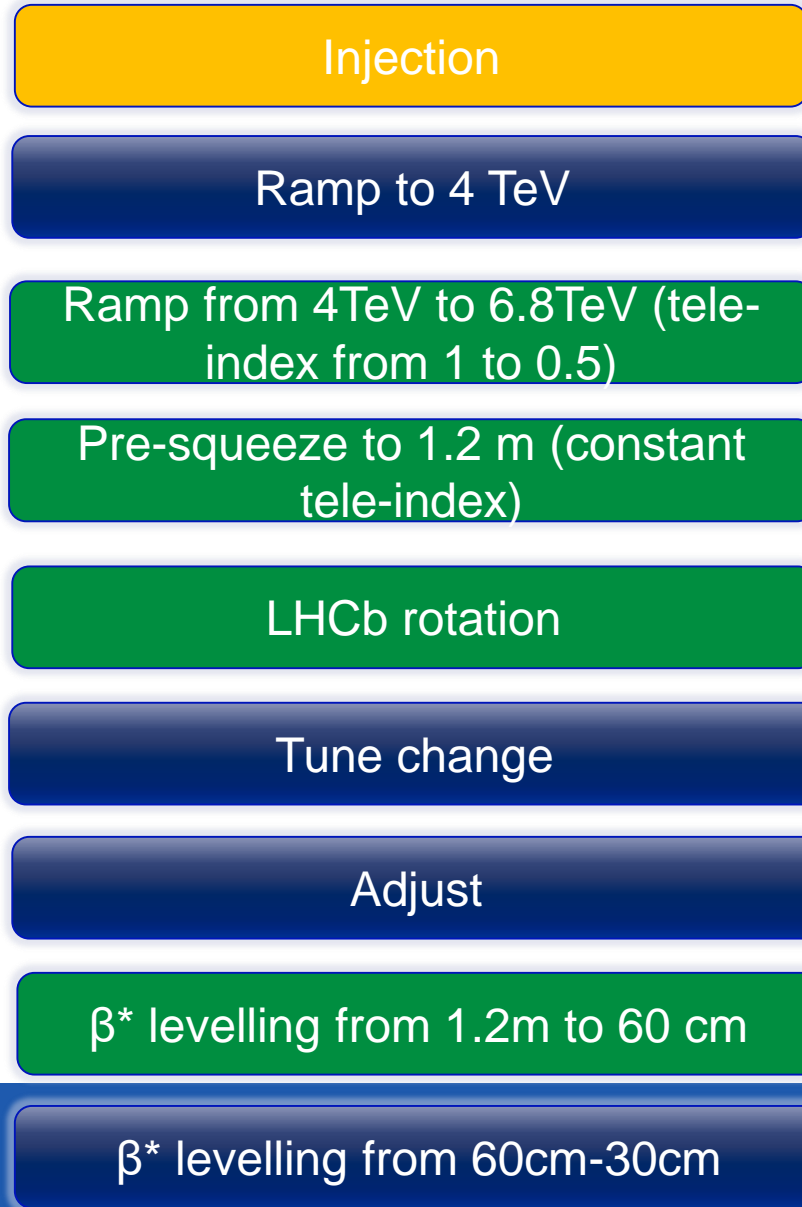 Injection
Ramp to 4 TeV
Ramp from 4TeV to 6.8TeV (tele-
index from 1 to 0.5)
Pre-squeeze to 1.2 m (constant
tele-index)
LHCb rotation
Tune change
Adjust
β* levelling from 1.2m to 60 cm
β* levelling from 60cm-30cm